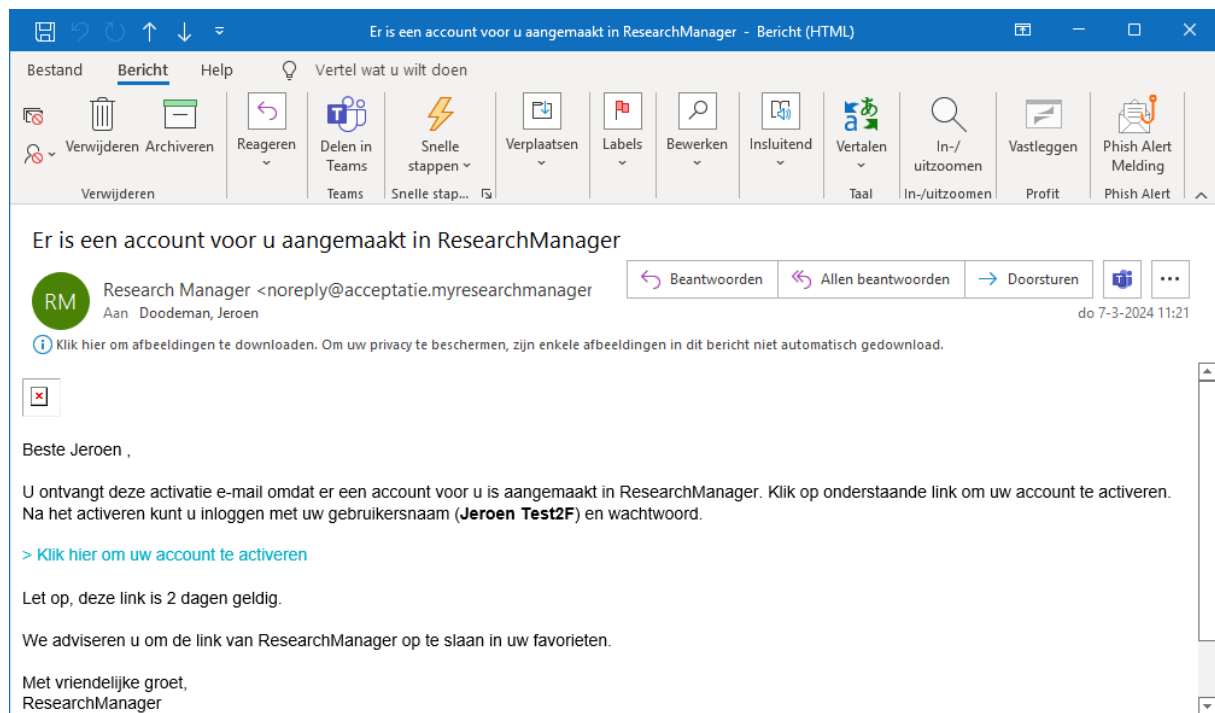 Er is een account voor u aangemaakt in ResearchManager - Bericht (HTML)
Bestand Bericht Help Vertel wat u wilt doen
Verwijderen Archiveren Reageren Delen in Teams Snelle stappen Verplaatsen Labels Bewerken Insluitend Vertalen In-/uitzoomen Vastleggen Phish Alert Melding
Verwijderen Teams Snelle stap... Taal In-/uitzoomen Profit Phish Alert
Er is een account voor u aangemaakt in ResearchManager
RM
Research Manager <noreply@acceptatie.myresearchmanager
Beantwoorden Allen beantwoorden Doorsturen
Aan Doodeman, Jeroen
do 7-3-2024 11:21
Klik hier om afbeeldingen te downloaden. Om uw privacy te beschermen, zijn enkele afbeeldingen in dit bericht niet automatisch gedownload.
Beste Jeroen ,
U ontvangt deze activatie e-mail omdat er een account voor u is aangemaakt in ResearchManager. Klik op onderstaande link om uw account te activeren.
Na het activeren kunt u inloggen met uw gebruikersnaam (Jeroen Test2F) en wachtwoord.
> Klik hier om uw account te activeren
Let op, deze link is 2 dagen geldig.
We adviseren u om de link van ResearchManager op te slaan in uw favorieten.
Met vriendelijke groet,
ResearchManager